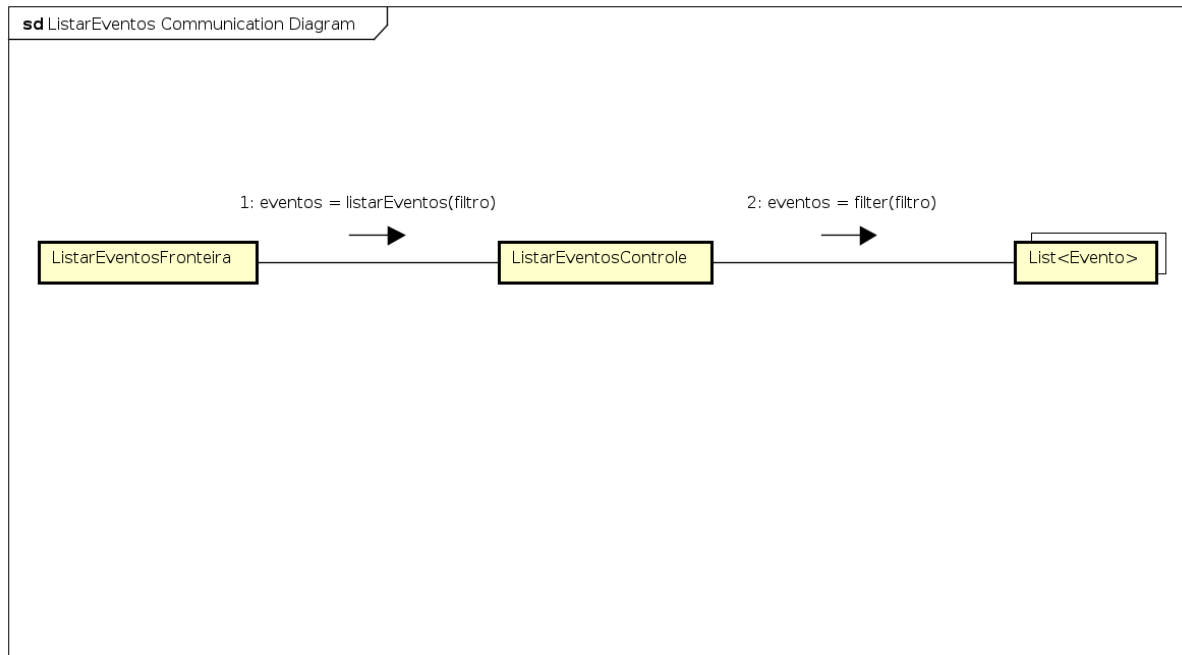 sd ListarEventos Communication Diagram
1: eventos = listarEventos(filtro)
2: eventos = filter(filtro)
ListarEventosFronteira
ListarEventosControle
List<Evento>